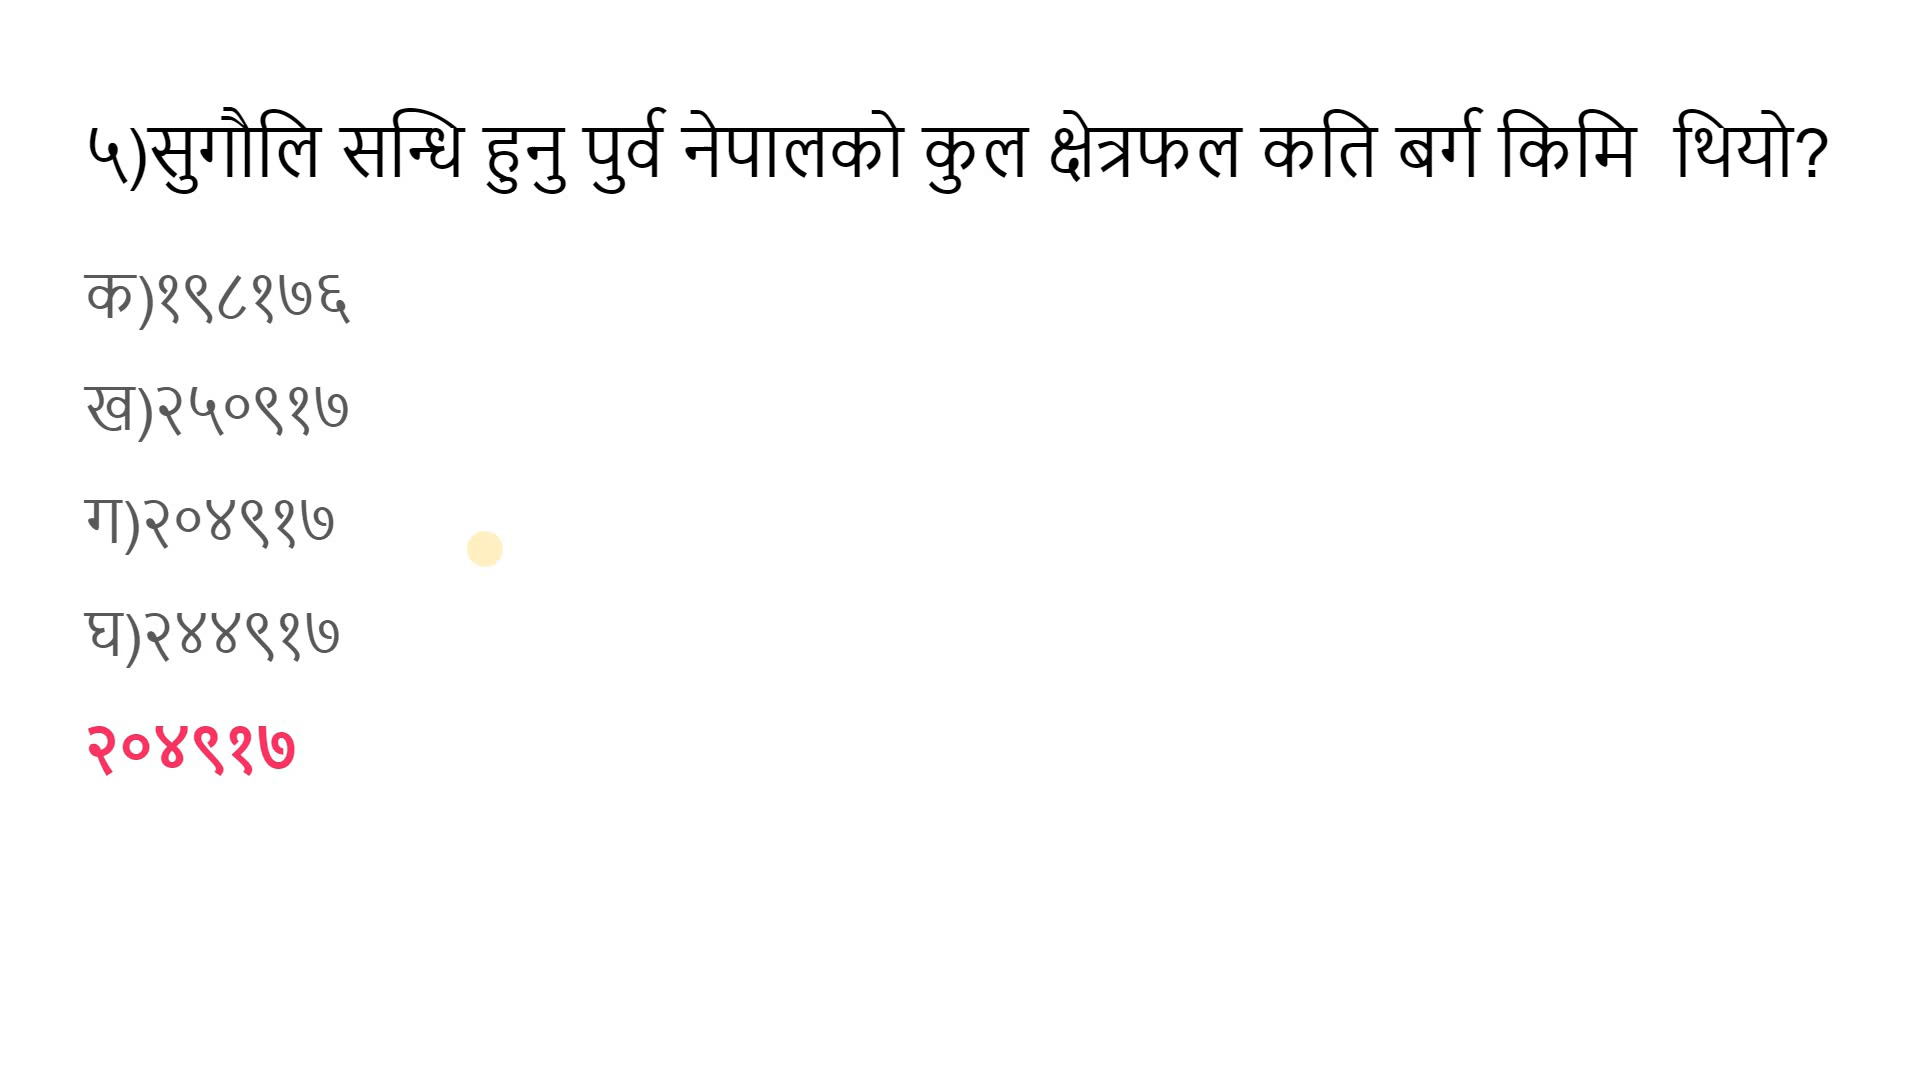 ५)सुगौलि सन्धि हुनु पुर्व नेपालको कुल क्षेत्रफल कति बर्ग किमि  थियो?
क)१९८१७६
ख)२५०९१७
ग)२०४९१७
घ)२४४९१७
२०४९१७